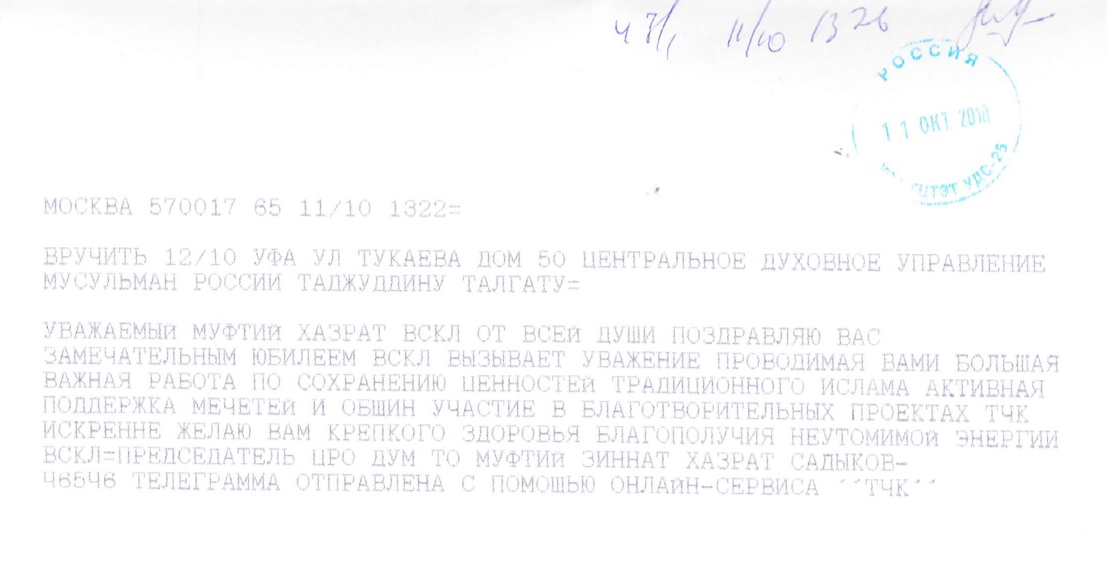 11/10 1326
РОССИЯ
11 ОКТ 2010
УДС-25
МОСКВА 570017 65 11/10 1322=
ВРУЧИТЬ 12/10 УФА УЛ ТУКАЕВА ДОМ 50 ЦЕНТРАЛЬНОЕ ДУХОВНОЕ УПРАВЛЕНИЕ
МУСУЛЬМАН РОССИИ ТАДЖУДДИНУ ТАЛГАТУ=
УВАЖАЕМЫЙ МУФТИЙ ХАЗРАТ ВСКЛ ОТ ВСЕЙ ДУШИ ПОЗДРАВЛЯЮ ВАС
ЗАМЕЧАТЕЛЬНЫМ ЮБИЛЕЕМ ВСКЛ ВЫЗЫВАЕТ УВАЖЕНИЕ ПРОВОДИМАЯ ВАМИ БОЛЬШАЯ
ВАЖНАЯ РАБОТА ПО СОХРАНЕНИЮ ЦЕННОСТЕЙ ТРАДИЦИОННОГО ИСЛАМА АКТИВНАЯ
ПОДДЕРЖКА МЕЧЕТЕЙ И ОБЩИН УЧАСТИЕ В БЛАГОТВОРИТЕЛЬНЫХ ПРОЕКТАХ ТЧК
ИСКРЕННЕ ЖЕЛАЮ ВАМ КРЕПКОГО ЗДОРОВЬЯ БЛАГОПОЛУЧИЯ НЕУТОМИМОЙ ЭНЕРГИИ
ВСКЛ=ПРЕДСЕДАТЕЛЬ ЦРО ДУМ ТО МУФТИЙ ЗИННАТ ХАЗРАТ САДЫКОВ-
Ч65Ч6 ТЕЛЕГРАММА ОТПРАВЛЕНА С ПОМОЩЬЮ ОНЛАЙН-СЕРВИСА ´´ТЧК´´